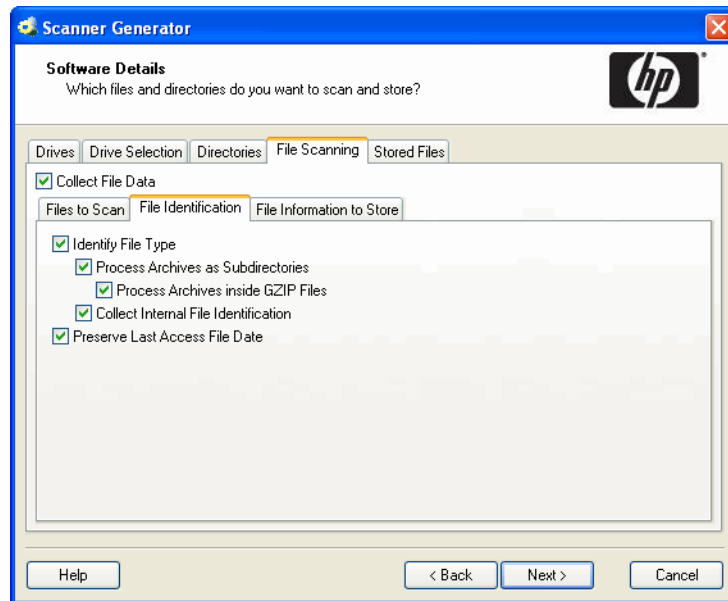 Scanner Generator
Software Details
Which files and directories do you want to scan and store?
hp
Drives Drive Selection Directories File Scanning Stored Files
Collect File Data
Files to Scan File Identification File Information to Store
Identify File Type
Process Archives as Subdirectories
Process Archives inside GZIP Files
Collect Internal File Identification
Preserve Last Access File Date
Help < Back Next > Cancel